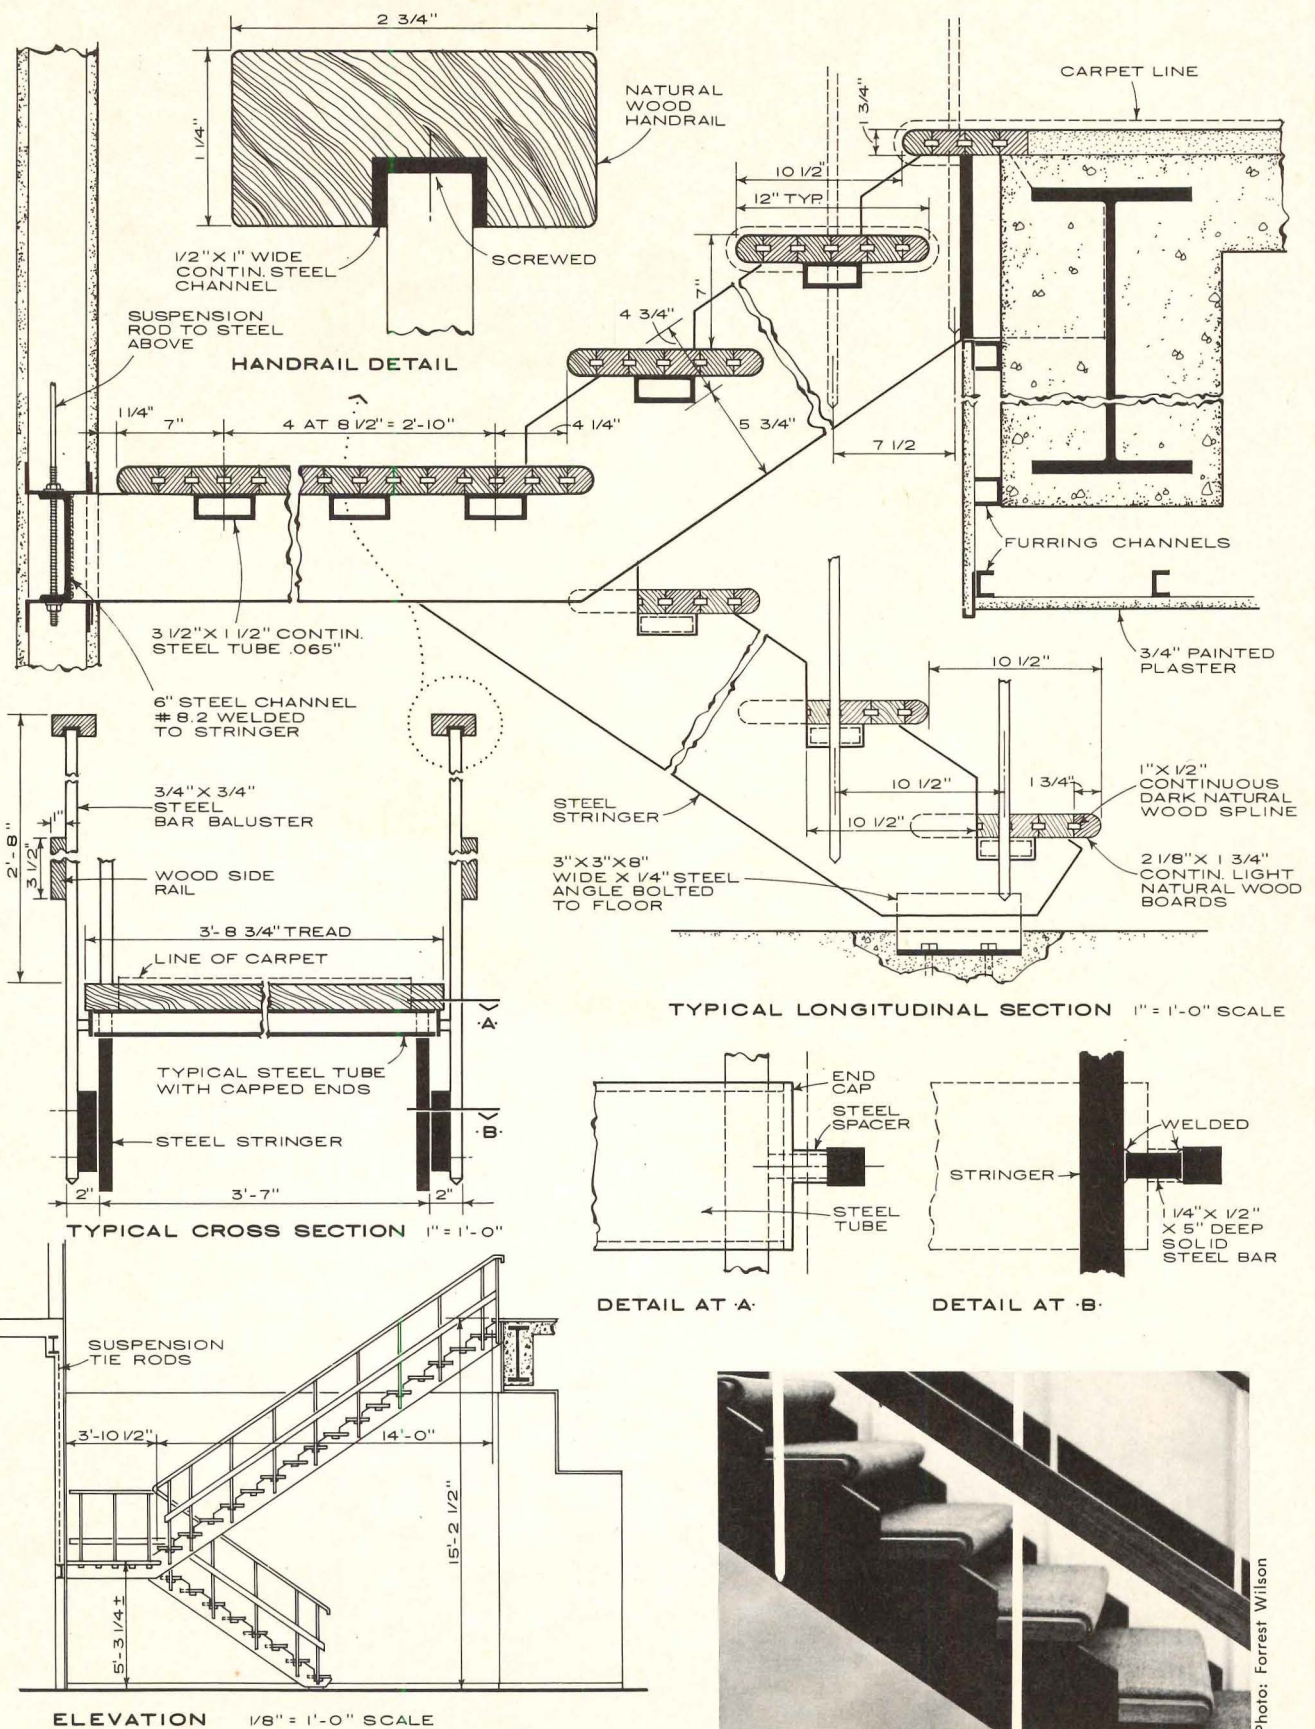 2 3/4"
1 1/4"
NATURAL
WOOD
HANDRAIL
1/2" X 1" WIDE
CONTIN. STEEL
CHANNEL
SCREWED
HANDRAIL DETAIL
SUSPENSION
ROD TO STEEL
ABOVE
CARPET LINE
1 3/4"
10 1/2"
12" TYP.
7"
4 3/4"
5 3/4"
7 1/2
1 1/4"
7"
4 AT 8 1/2" = 2'-10"
4 1/4"
FURRING CHANNELS
3/4" PAINTED
PLASTER
3 1/2" X 1 1/2" CONTIN.
STEEL TUBE .065"
6" STEEL CHANNEL
# 8.2 WELDED
TO STRINGER
10 1/2"
10 1/2"
1 3/4"
10 1/2"
1" X 1/2"
CONTINUOUS
DARK NATURAL
WOOD SPLINE
2 1/8" X 1 3/4"
CONTIN. LIGHT
NATURAL WOOD
BOARDS
STEEL
STRINGER
3" X 3" X 8"
WIDE X 1/4" STEEL
ANGLE BOLTED
TO FLOOR
TYPICAL LONGITUDINAL SECTION 1" = 1'-0" SCALE
2'-8"
3/4" X 3/4"
STEEL
BAR BALUSTER
1"
3 1/2"
WOOD SIDE
RAIL
3'-8 3/4" TREAD
LINE OF CARPET
·A·
TYPICAL STEEL TUBE
WITH CAPPED ENDS
·B·
STEEL STRINGER
2"
3'-7"
2"
TYPICAL CROSS SECTION 1" = 1'-0"
END
CAP
STEEL
SPACER
STEEL
TUBE
DETAIL AT ·A·
WELDED
STRINGER
1 1/4" X 1/2"
X 5" DEEP
SOLID
STEEL BAR
DETAIL AT ·B·
SUSPENSION
TIE RODS
3'-10 1/2"
14'-0"
15'-2 1/2"
5'-3 1/4 ±
ELEVATION 1/8" = 1'-0" SCALE
Photo: Forrest Wilson